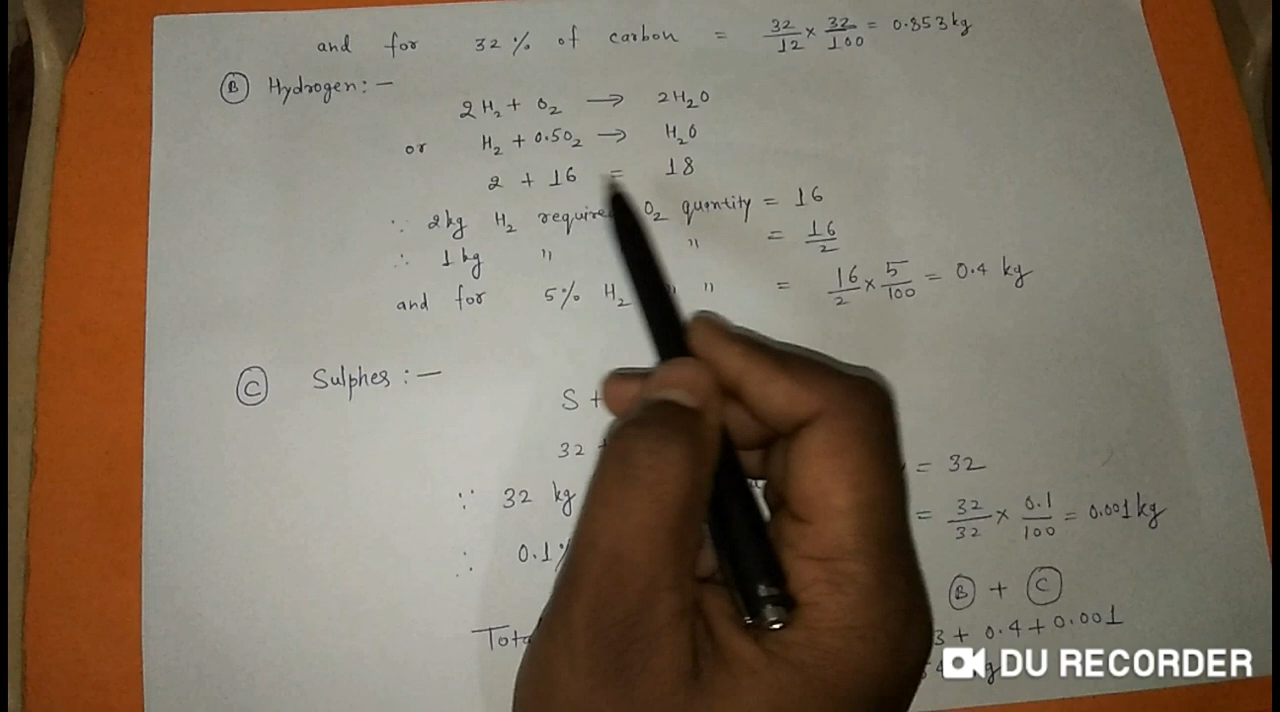 and for 32 % of carbon = 32/12 × 32/100 = 0.853 kg
Ⓑ Hydrogen :—
2H₂ + O₂ → 2H₂O
or H₂ + 0.5O₂ → H₂O
2 + 16 = 18
∵ 2kg H₂ require O₂ quantity = 16
∴ 1 kg " " = 16/2
and for 5% H₂ " " = 16/2 × 5/100 = 0.4 kg
Ⓒ Sulphes :—
S +
32 +
∵ 32 kg = 32
∴ 0.1% = 32/32 × 0.1/100 = 0.001 kg
Ⓑ + Ⓒ
3 + 0.4 + 0.001
kg
DU RECORDER